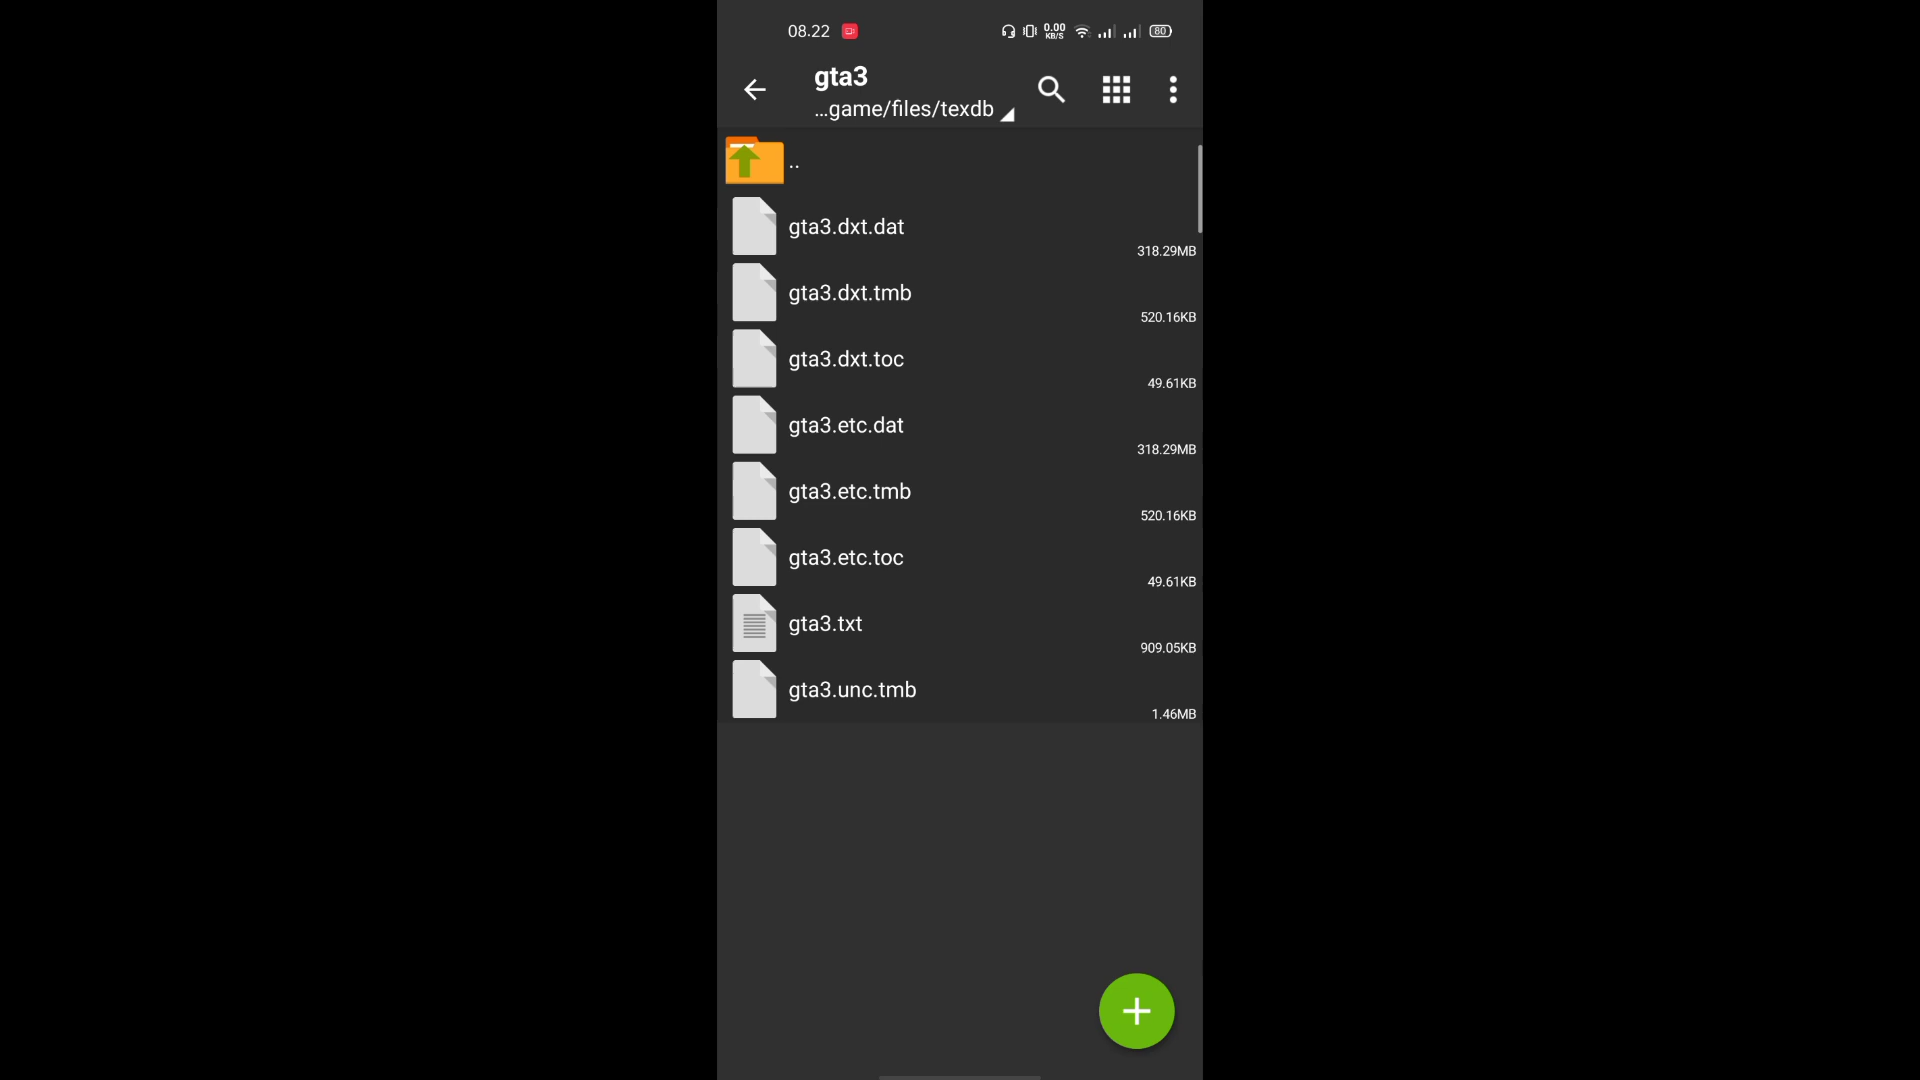 08.22
0.00
KB/S
80
gta3
...game/files/texdb
..
gta3.dxt.dat
318.29MB
gta3.dxt.tmb
520.16KB
gta3.dxt.toc
49.61KB
gta3.etc.dat
318.29MB
gta3.etc.tmb
520.16KB
gta3.etc.toc
49.61KB
gta3.txt
909.05KB
gta3.unc.tmb
1.46MB